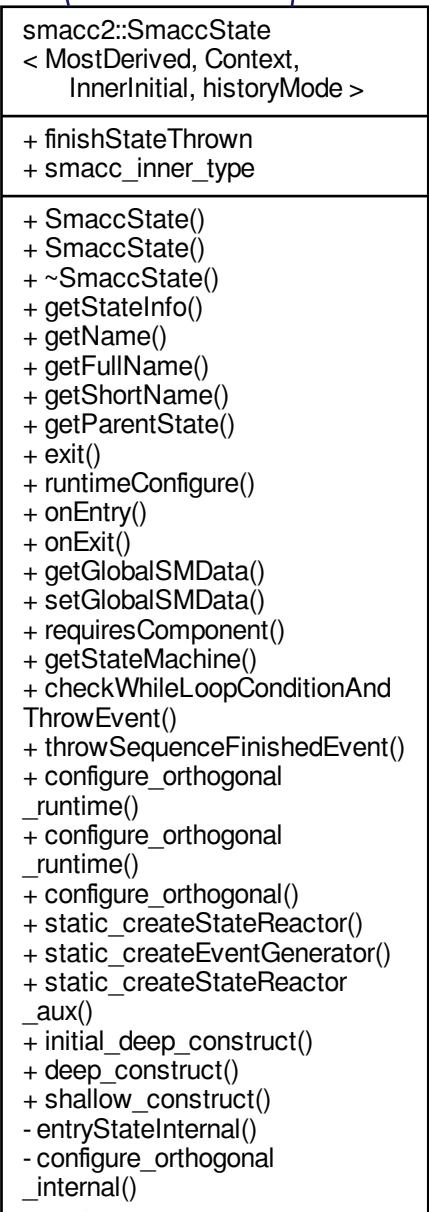 smacc2::SmaccState
< MostDerived, Context,
InnerInitial, historyMode >
+ finishStateThrown
+ smacc_inner_type
+ SmaccState()
+ SmaccState()
+ ~SmaccState()
+ getStateInfo()
+ getName()
+ getFullName()
+ getShortName()
+ getParentState()
+ exit()
+ runtimeConfigure()
+ onEntry()
+ onExit()
+ getGlobalSMData()
+ setGlobalSMData()
+ requiresComponent()
+ getStateMachine()
+ checkWhileLoopConditionAnd
ThrowEvent()
+ throwSequenceFinishedEvent()
+ configure_orthogonal
_runtime()
+ configure_orthogonal
_runtime()
+ configure_orthogonal()
+ static_createStateReactor()
+ static_createEventGenerator()
+ static_createStateReactor
_aux()
+ initial_deep_construct()
+ deep_construct()
+ shallow_construct()
- entryStateInternal()
- configure_orthogonal
_internal()